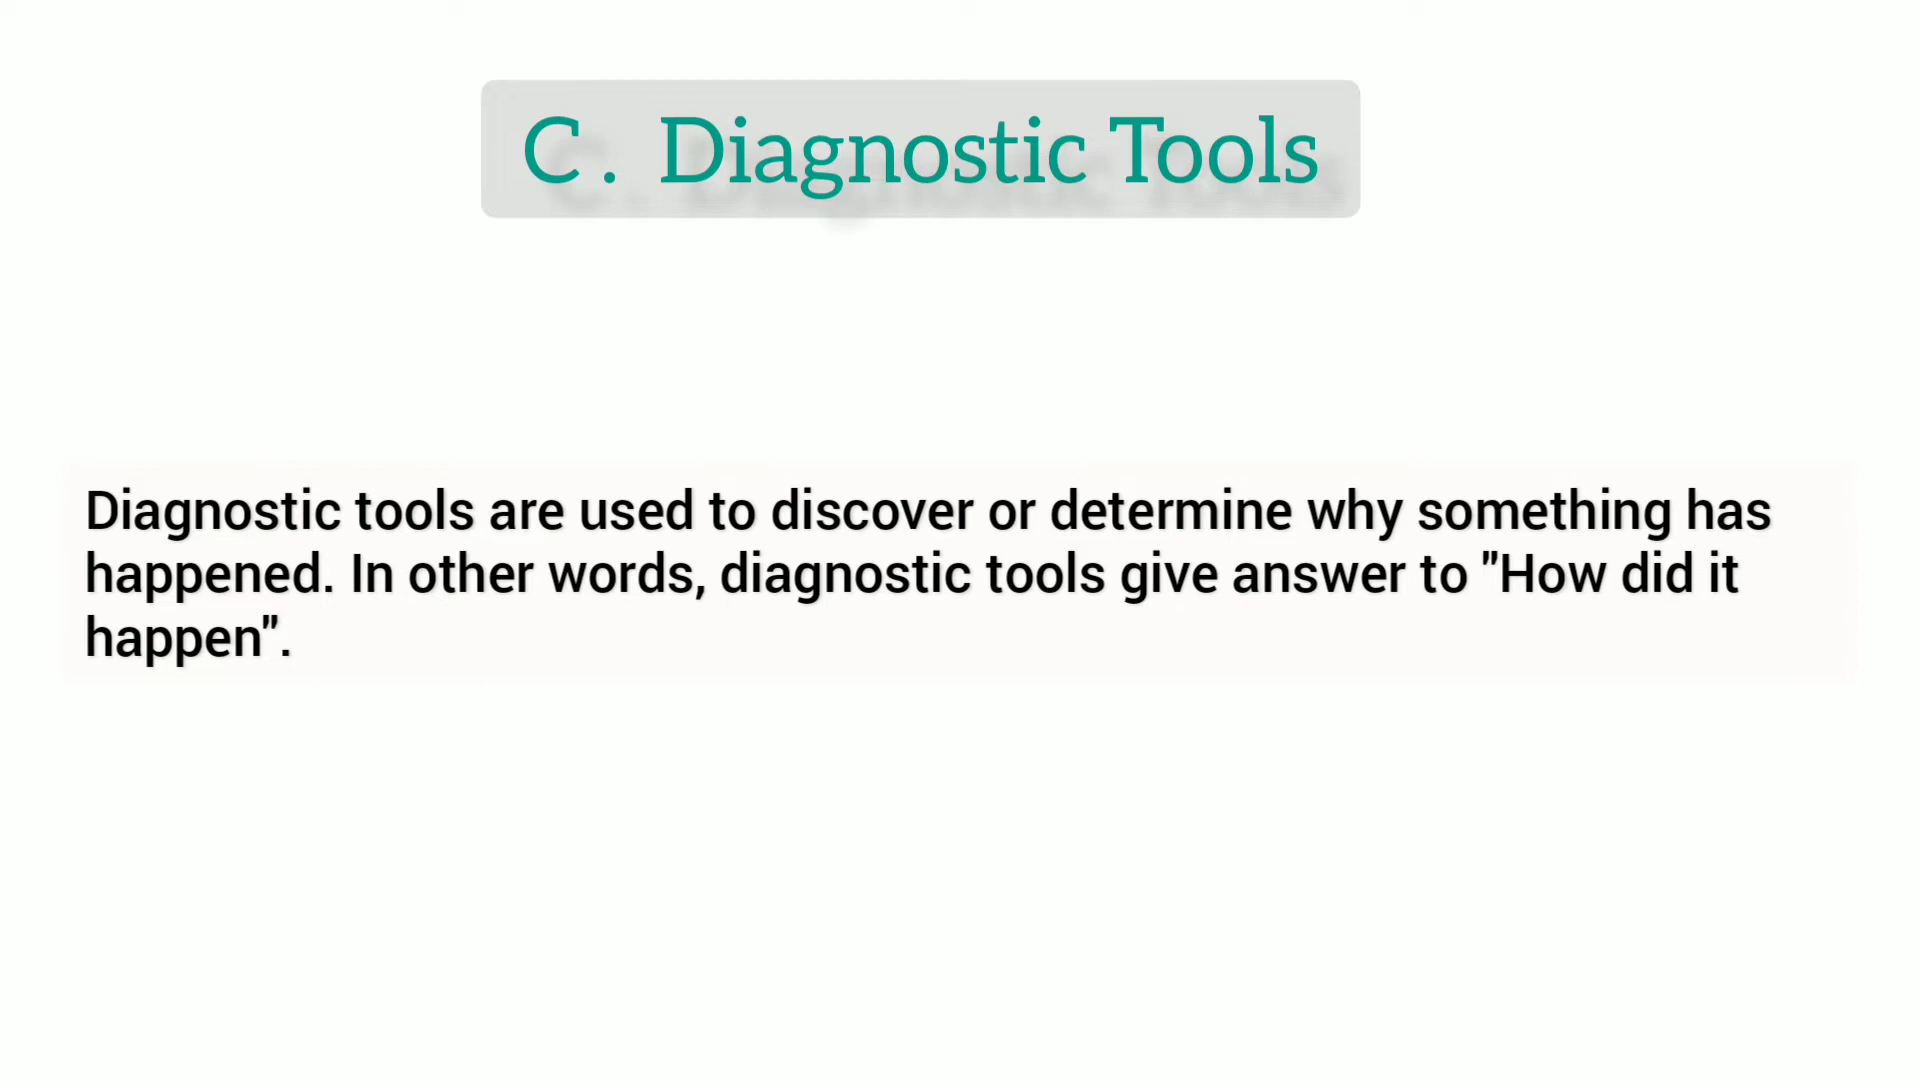 C . Diagnostic Tools
Diagnostic tools are used to discover or determine why something has
happened. In other words, diagnostic tools give answer to "How did it
happen".